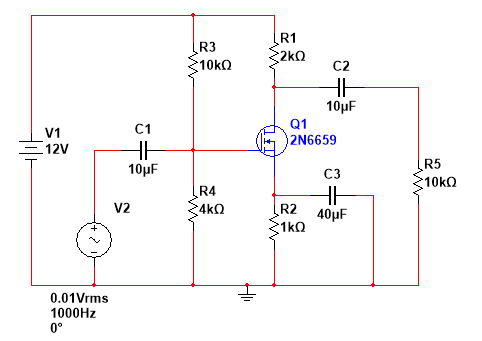 R1
2kΩ
R3
10kΩ
C2
10µF
Q1
2N6659
V1
12V
C1
10µF
R5
10kΩ
C3
40µF
R4
4kΩ
V2
R2
1kΩ
0.01Vrms
1000Hz
0°